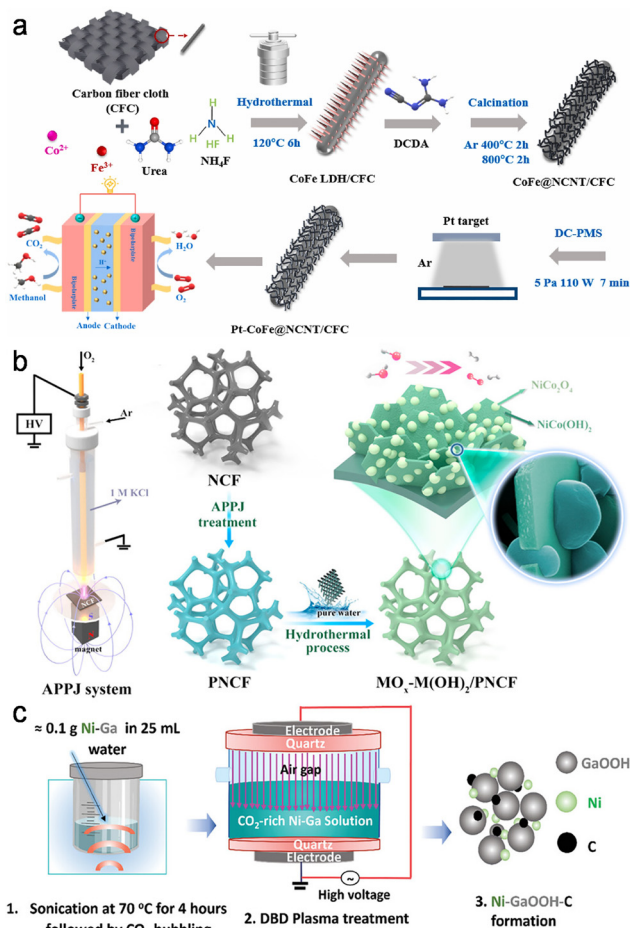 a
Carbon fiber cloth
(CFC)
+
Co²⁺
Fe³⁺
Urea
H
H
N
H
H
HF
NH₄F
Hydrothermal
120°C 6h
CoFe LDH/CFC
DCDA
Calcination
Ar 400°C 2h
800°C 2h
CoFe@NCNT/CFC
CO₂
Methanol
Bipolarplate
H⁺
Bipolarplate
H₂O
O₂
Anode Cathode
Pt-CoFe@NCNT/CFC
Pt target
Ar
DC-PMS
5 Pa 110 W 7 min
b
O₂
HV
Ar
1 M KCl
NCF
S
magnet
APPJ system
NCF
APPJ
treatment
PNCF
pure water
Hydrothermal
process
NiCo₂O₄
NiCo(OH)₂
MOₓ-M(OH)₂/PNCF
c
≈ 0.1 g Ni-Ga in 25 mL
water
1. Sonication at 70 °C for 4 hours
followed by CO₂ bubbling
Electrode
Quartz
Air gap
CO₂-rich Ni-Ga Solution
Quartz
Electrode
~
High voltage
2. DBD Plasma treatment
GaOOH
Ni
C
3. Ni-GaOOH-C
formation